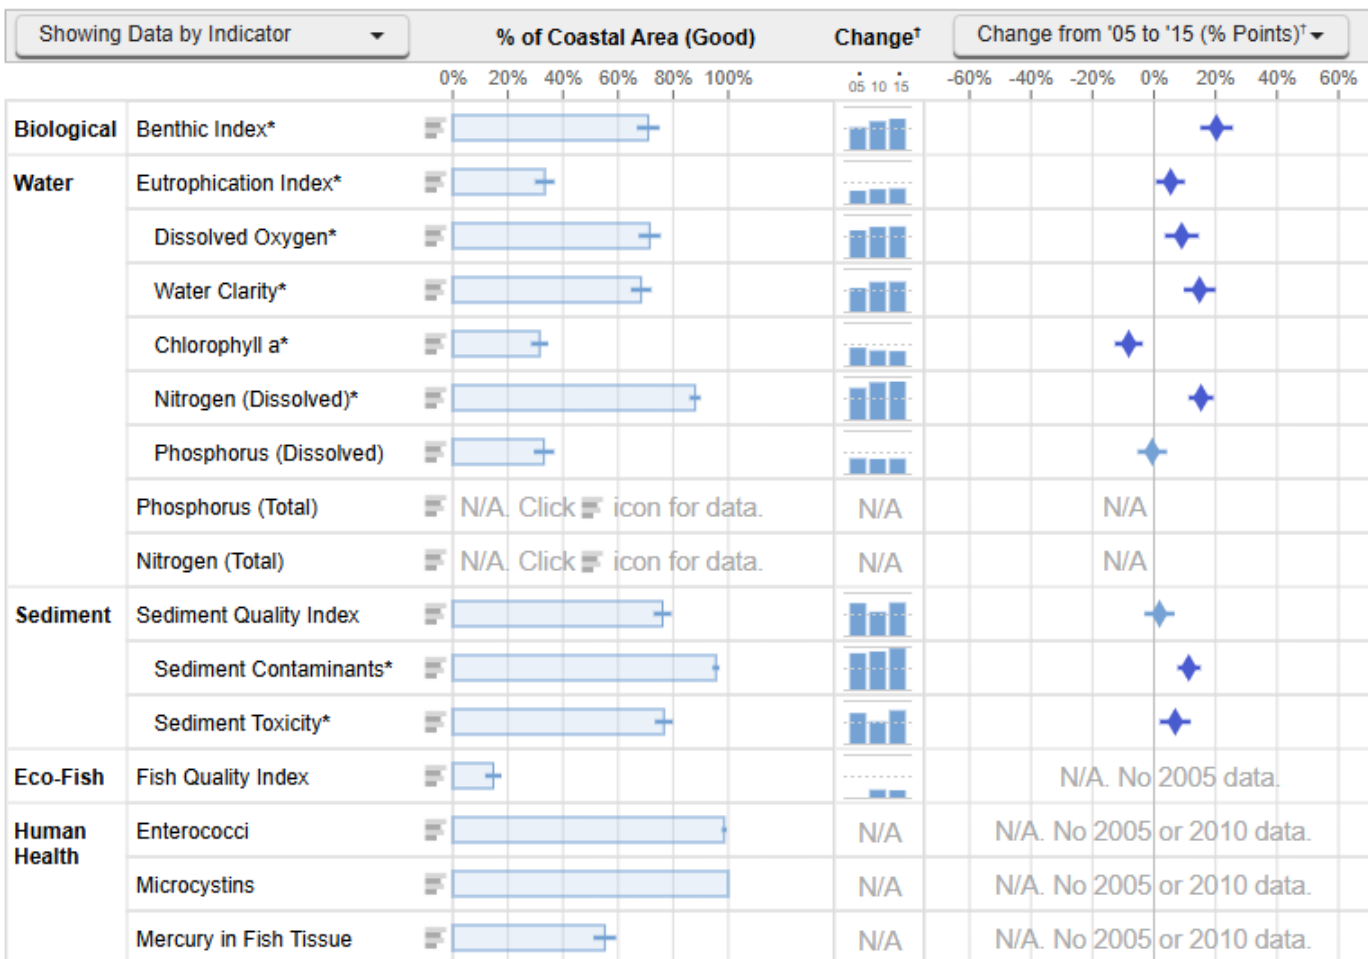 Showing Data by Indicator % of Coastal Area (Good) Change† Change from '05 to '15 (% Points)†
0% 20% 40% 60% 80% 100% 05 10 15 -60% -40% -20% 0% 20% 40% 60%
Biological Benthic Index*
Water Eutrophication Index*
Dissolved Oxygen*
Water Clarity*
Chlorophyll a*
Nitrogen (Dissolved)*
Phosphorus (Dissolved)
Phosphorus (Total) N/A. Click icon for data. N/A N/A
Nitrogen (Total) N/A. Click icon for data. N/A N/A
Sediment Sediment Quality Index
Sediment Contaminants*
Sediment Toxicity*
Eco-Fish Fish Quality Index N/A. No 2005 data.
Human Enterococci N/A N/A. No 2005 or 2010 data.
Health
Microcystins N/A N/A. No 2005 or 2010 data.
Mercury in Fish Tissue N/A N/A. No 2005 or 2010 data.